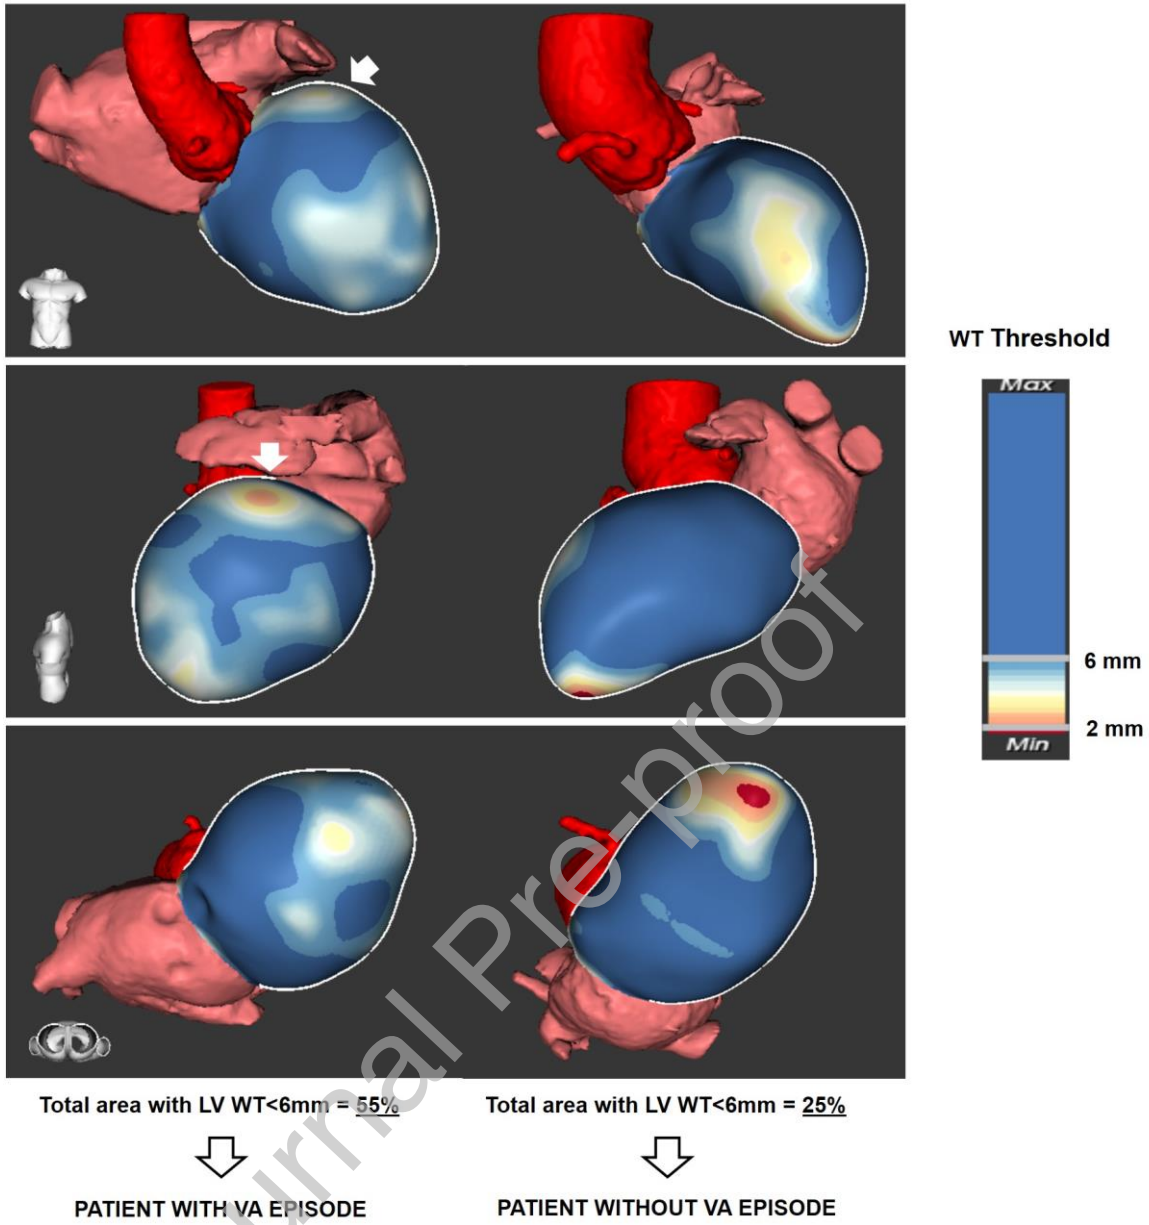 WT Threshold
Max
6 mm
2 mm
Min
Journal Pre-proof
Total area with LV WT<6mm = 55%
Total area with LV WT<6mm = 25%
PATIENT WITH VA EPISODE
PATIENT WITHOUT VA EPISODE